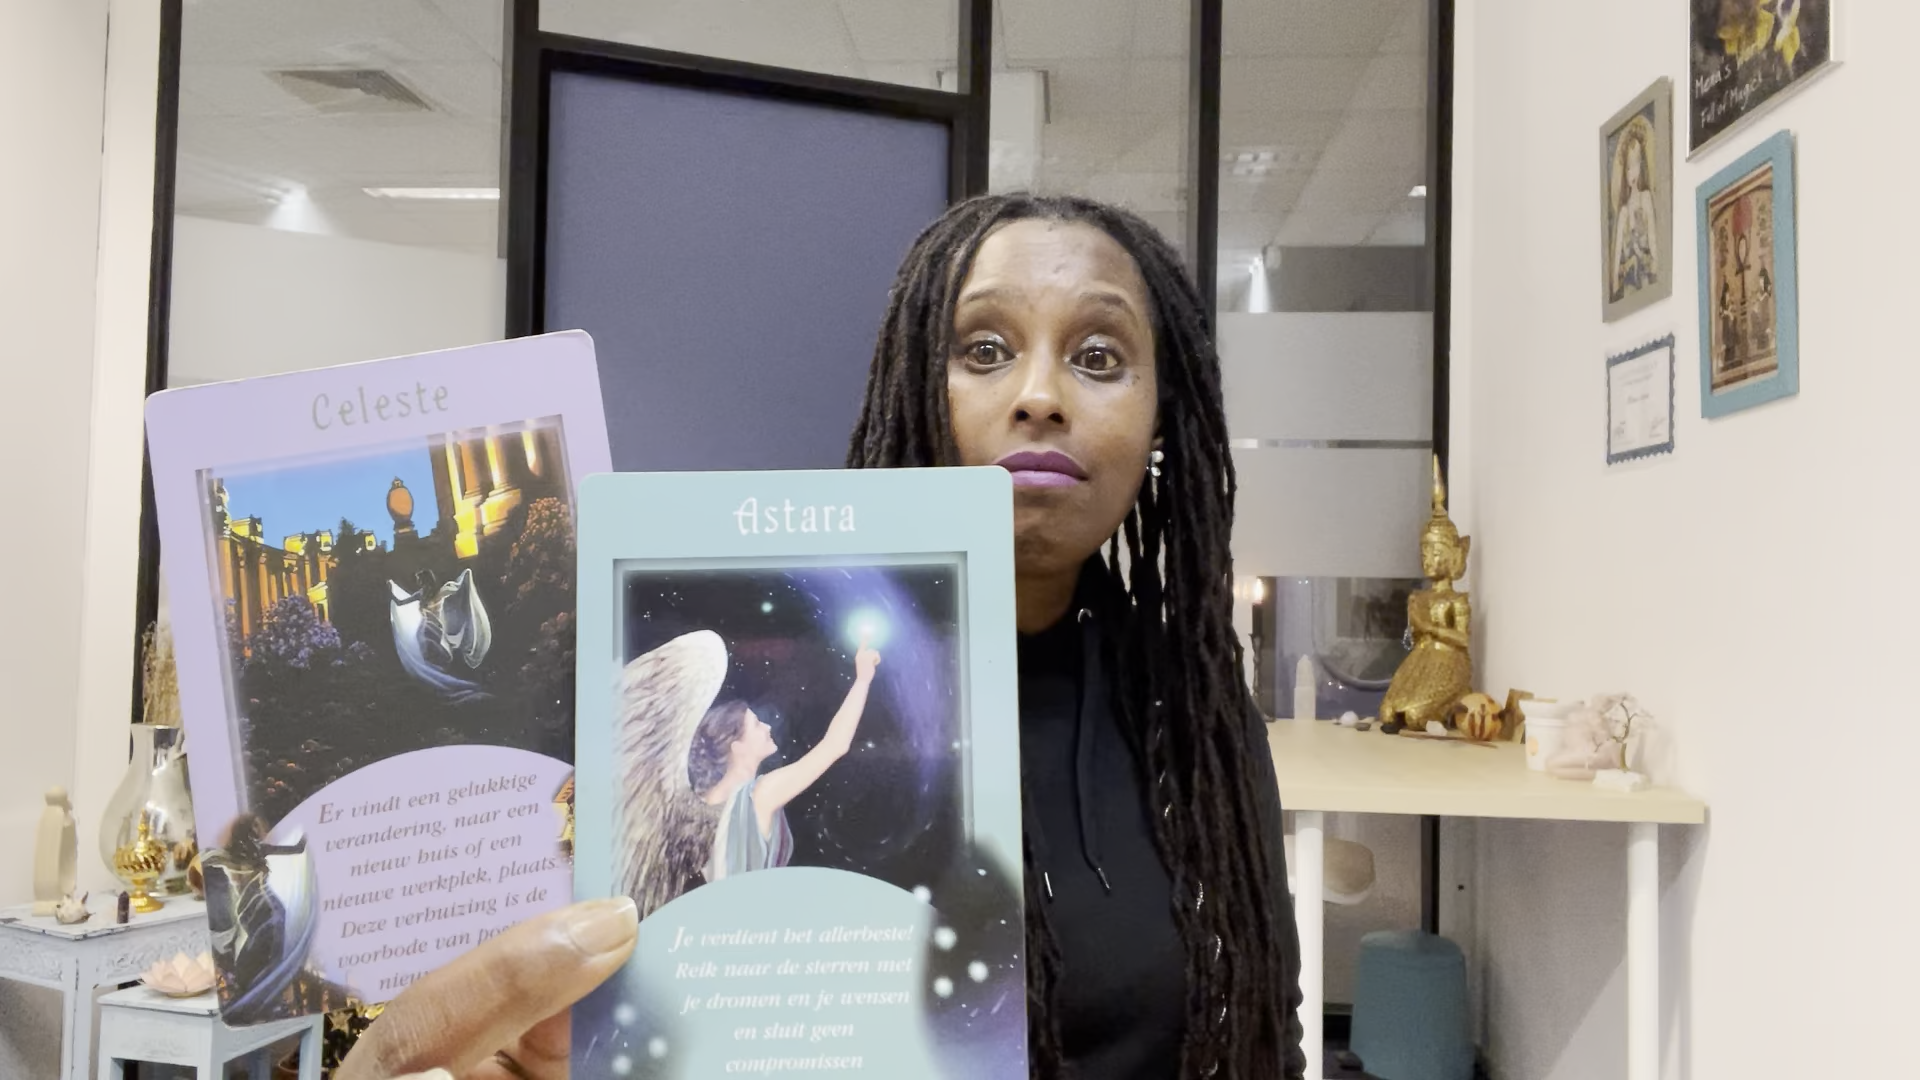 Celeste
Er vindt een gelukkige
verandering, naar een
nieuw huis of een
nieuwe werkplek, plaats.
Deze verhuizing is de
voorbode van
Astara
Je verdient het allerbeste!
Reik naar de sterren met
je dromen en je wensen
en sluit geen
compromissen
Full of Magick